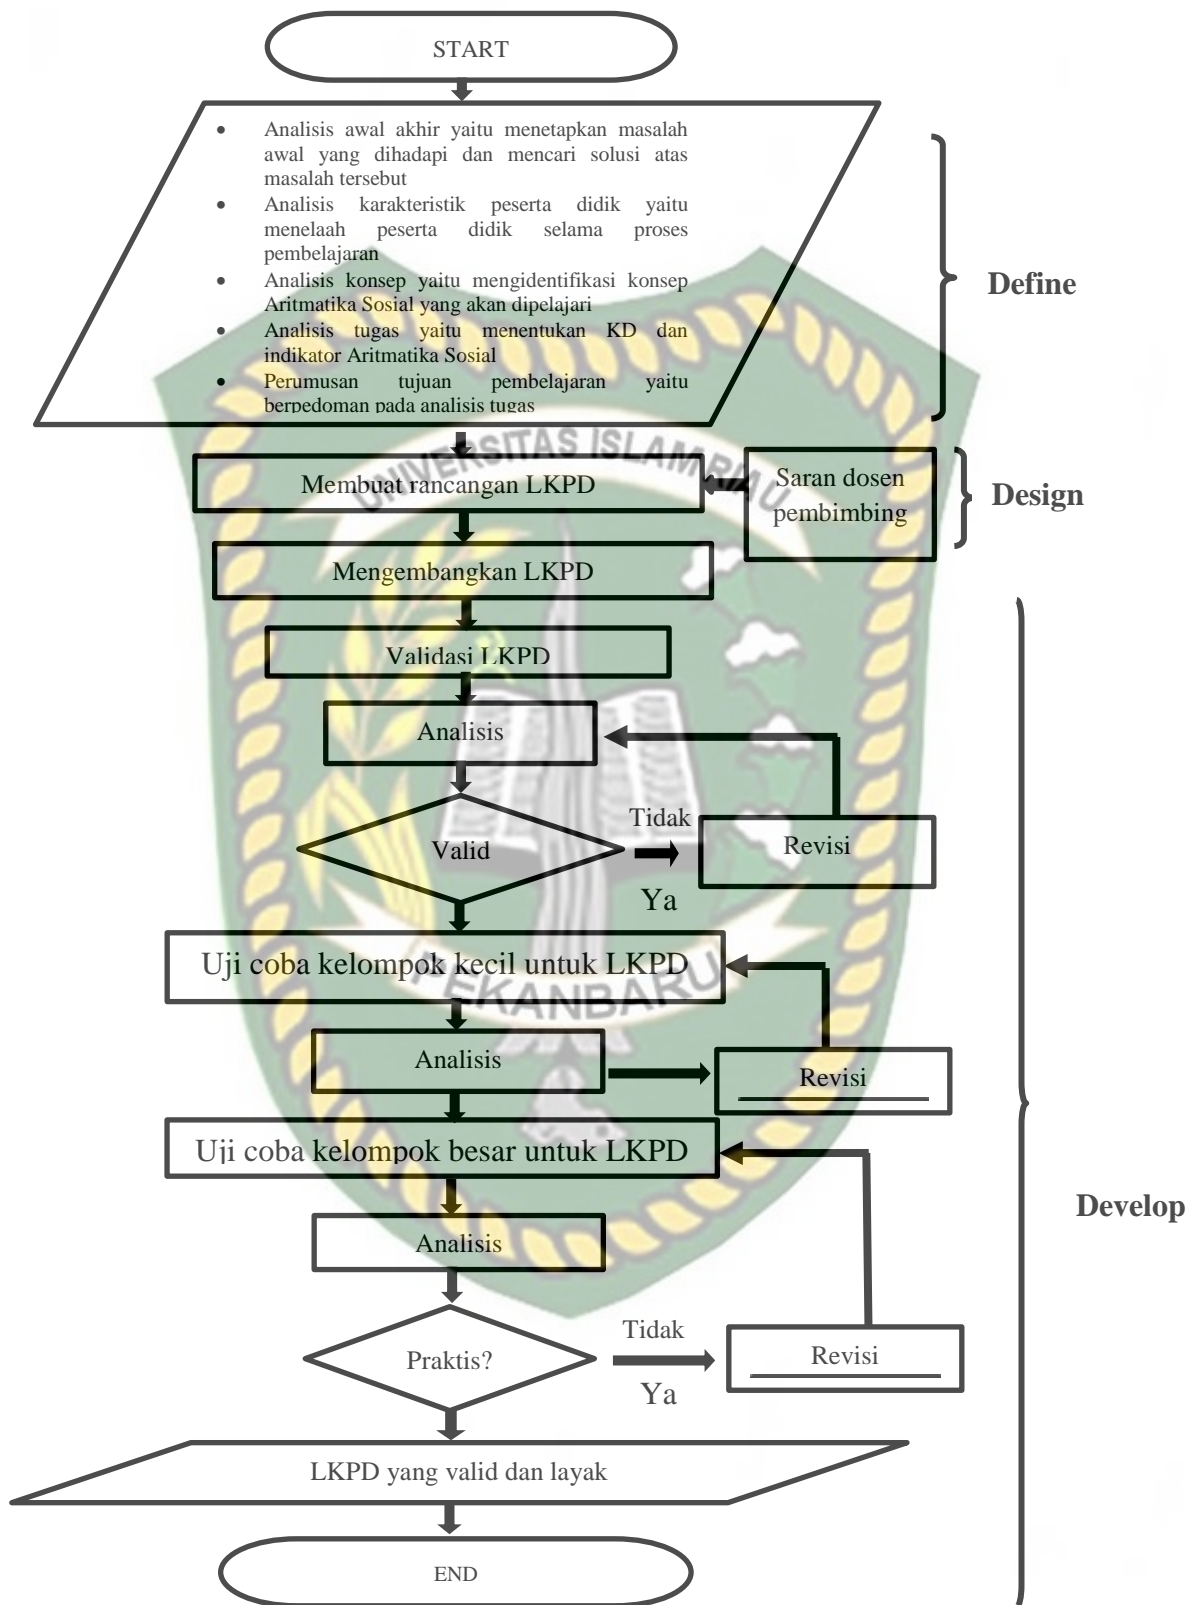 START
• Analisis awal akhir yaitu menetapkan masalah
awal yang dihadapi dan mencari solusi atas
masalah tersebut
• Analisis karakteristik peserta didik yaitu
menelaah peserta didik selama proses
pembelajaran
• Analisis konsep yaitu mengidentifikasi konsep
Aritmatika Sosial yang akan dipelajari
• Analisis tugas yaitu menentukan KD dan
indikator Aritmatika Sosial
• Perumusan tujuan pembelajaran yaitu
berpedoman pada analisis tugas
Define
UNIVERSITAS ISLAM RIAU
Membuat rancangan LKPD
Saran dosen
pembimbing
Design
Mengembangkan LKPD
Validasi LKPD
Analisis
Tidak
Valid
Revisi
Ya
Uji coba kelompok kecil untuk LKPD
PEKANBARU
Analisis
Revisi
Uji coba kelompok besar untuk LKPD
Develop
Analisis
Tidak
Praktis?
Revisi
Ya
LKPD yang valid dan layak
END